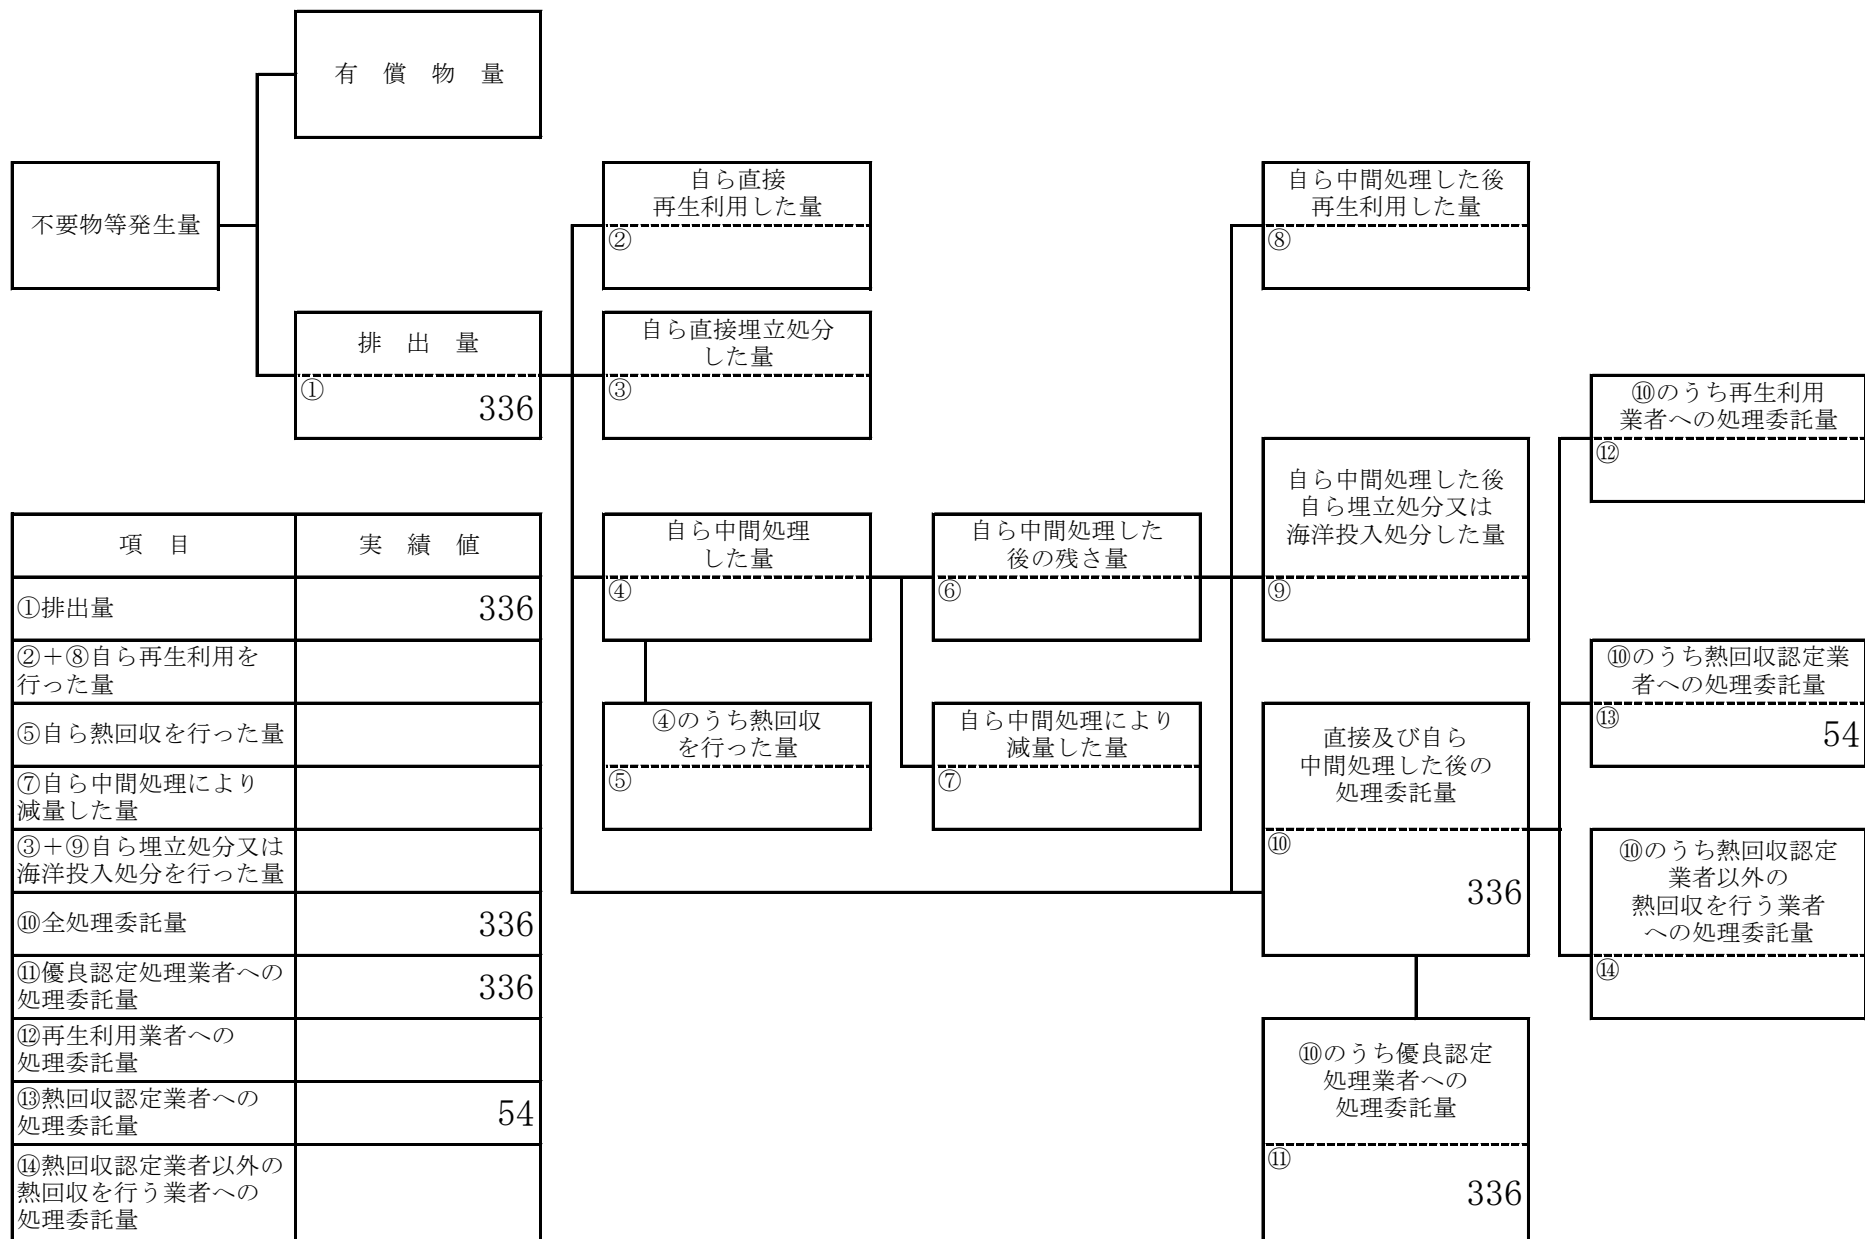 有 償 物 量
不要物等発生量
自ら直接
再生利用した量
②
自ら中間処理した後
再生利用した量
⑧
排 出 量
①
336
自ら直接埋立処分
した量
③
⑩のうち再生利用
業者への処理委託量
⑫
自ら中間処理した後
自ら埋立処分又は
海洋投入処分した量
⑨
自ら中間処理
した量
④
自ら中間処理した
後の残さ量
⑥
⑩のうち熱回収認定業
者への処理委託量
⑬
54
④のうち熱回収
を行った量
⑤
自ら中間処理により
減量した量
⑦
直接及び自ら
中間処理した後の
処理委託量
⑩
336
⑩のうち熱回収認定
業者以外の
熱回収を行う業者
への処理委託量
⑭
⑩のうち優良認定
処理業者への
処理委託量
⑪
336
項 目
実 績 値
①排出量
336
②＋⑧自ら再生利用を
行った量
⑤自ら熱回収を行った量
⑦自ら中間処理により
減量した量
③＋⑨自ら埋立処分又は
海洋投入処分を行った量
⑩全処理委託量
336
⑪優良認定処理業者への
処理委託量
336
⑫再生利用業者への
処理委託量
⑬熱回収認定業者への
処理委託量
54
⑭熱回収認定業者以外の
熱回収を行う業者への
処理委託量